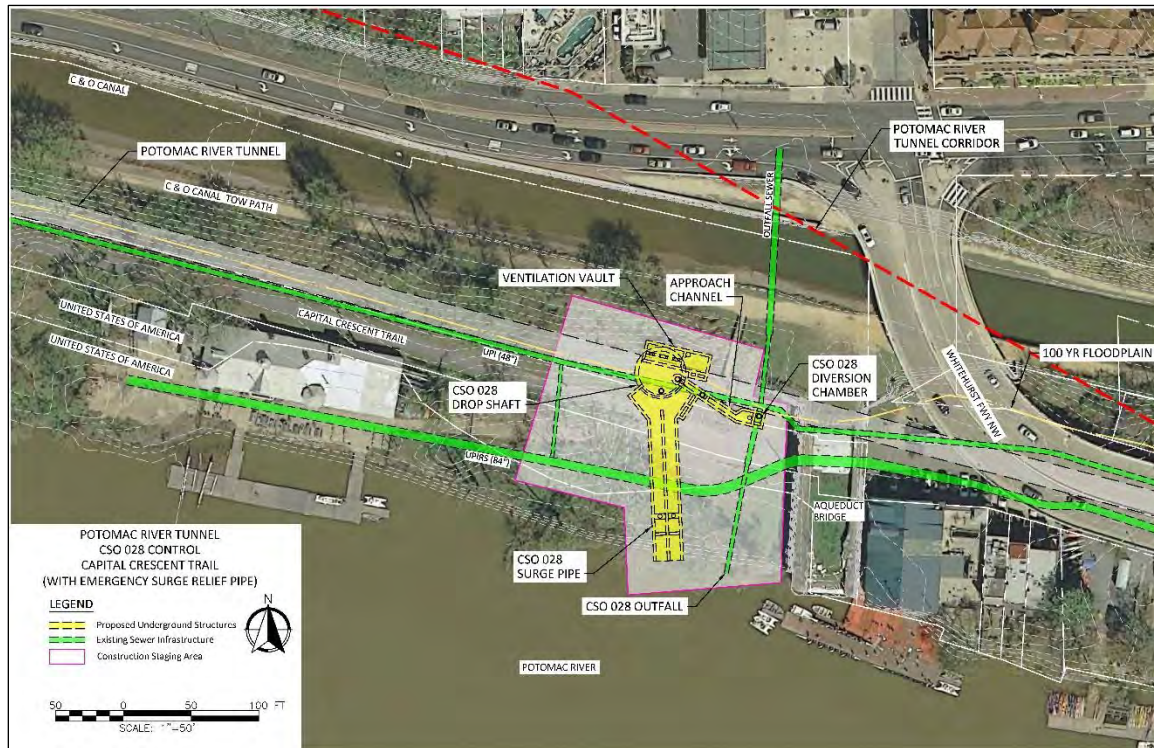 C & O CANAL
POTOMAC RIVER TUNNEL
C & O CANAL TOW PATH
OUTFALL SEWER
POTOMAC RIVER
TUNNEL CORRIDOR
VENTILATION VAULT
APPROACH
CHANNEL
UNITED STATES OF AMERICA
UNITED STATES OF AMERICA
CAPITAL CRESCENT TRAIL
UPI (48")
CSO 028
DROP SHAFT
CSO 028
DIVERSION
CHAMBER
WHITEHURST FWY NW
100 YR FLOODPLAIN
UPIRS (84")
AQUEDUCT
BRIDGE
CSO 028
SURGE PIPE
CSO 028 OUTFALL
POTOMAC RIVER
POTOMAC RIVER TUNNEL
CSO 028 CONTROL
CAPITAL CRESCENT TRAIL
(WITH EMERGENCY SURGE RELIEF PIPE)
LEGEND
N
Proposed Underground Structures
Existing Sewer Infrastructure
Construction Staging Area
50 0 50 100 FT
SCALE: 1"=50'